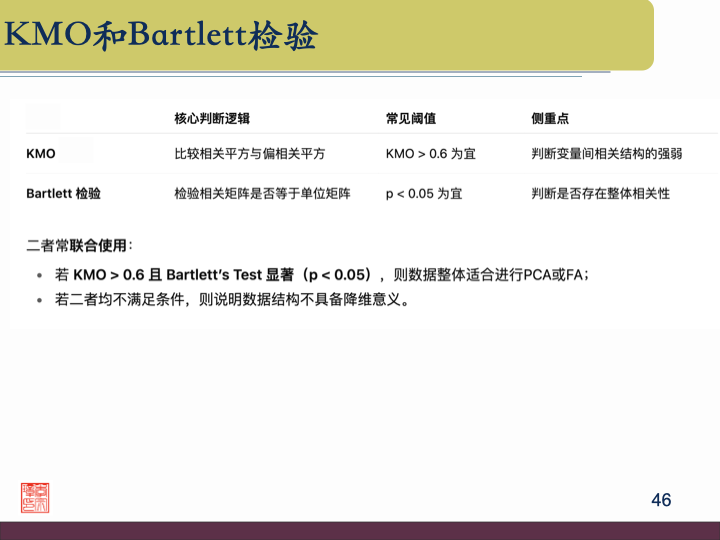 KMO和Bartlett检验
核心判断逻辑 常见阈值 侧重点
KMO 比较相关平方与偏相关平方 KMO > 0.6 为宜 判断变量间相关结构的强弱
Bartlett 检验 检验相关矩阵是否等于单位矩阵 p < 0.05 为宜 判断是否存在整体相关性
二者常联合使用：
• 若 KMO > 0.6 且 Bartlett’s Test 显著（p < 0.05），则数据整体适合进行PCA或FA；
• 若二者均不满足条件，则说明数据结构不具备降维意义。
46